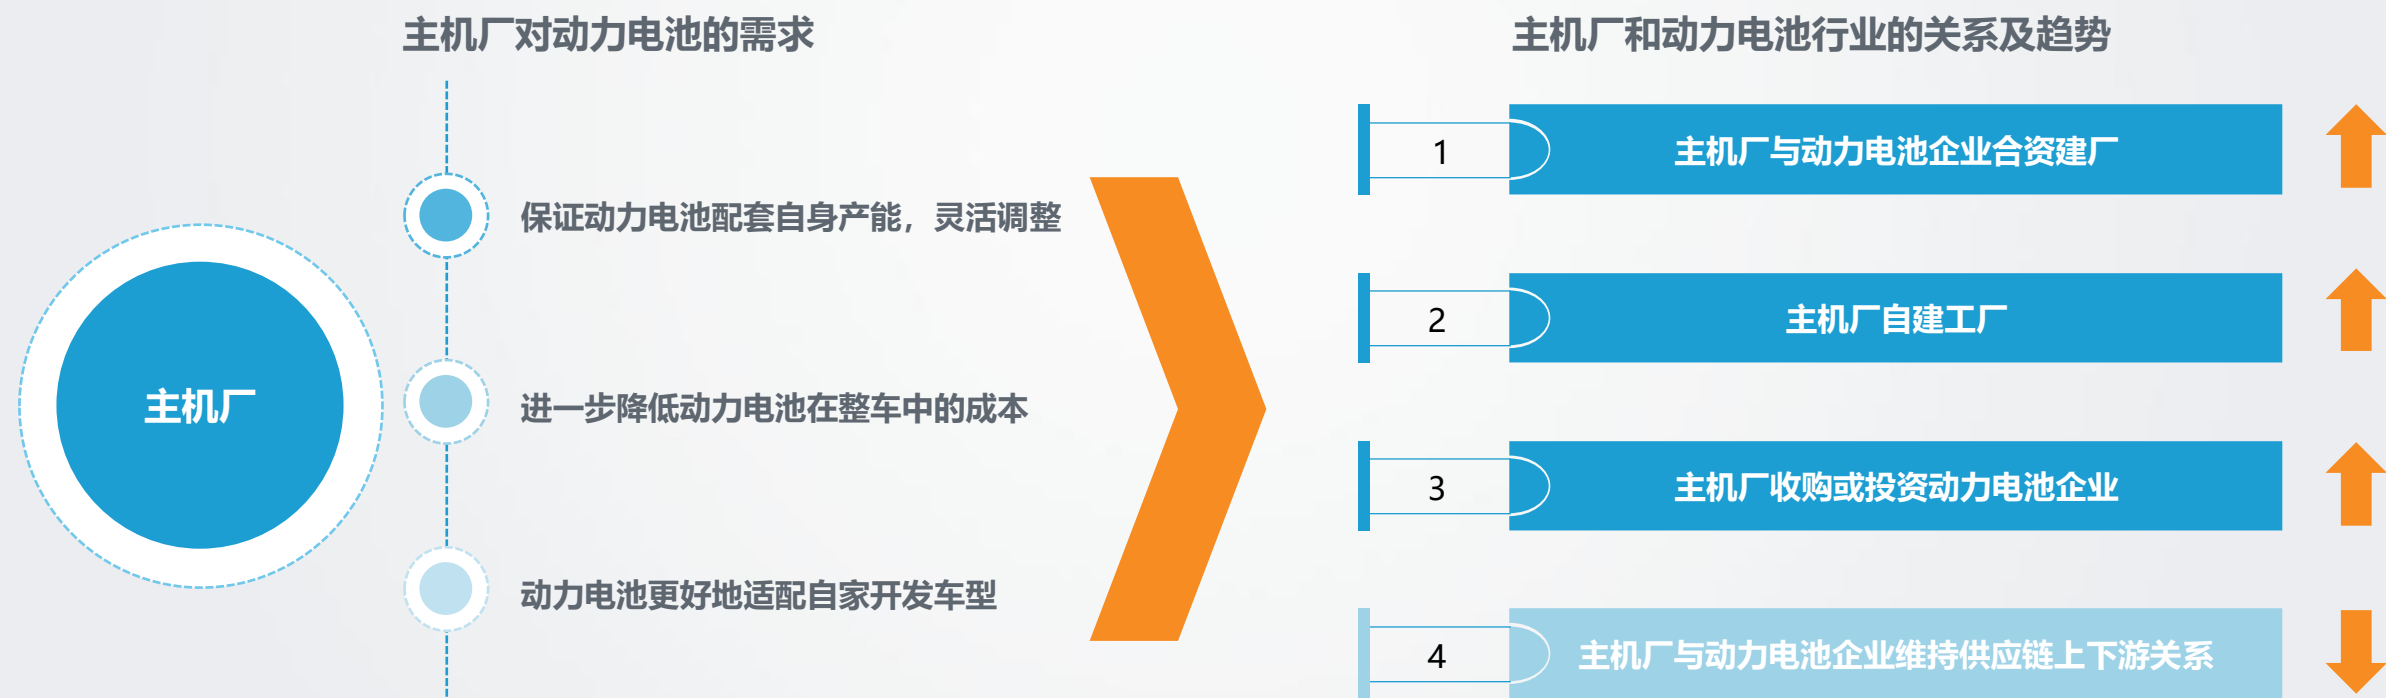 主机厂对动力电池的需求
主机厂
保证动力电池配套自身产能，灵活调整
进一步降低动力电池在整车中的成本
动力电池更好地适配自家开发车型
主机厂和动力电池行业的关系及趋势
1
主机厂与动力电池企业合资建厂
2
主机厂自建工厂
3
主机厂收购或投资动力电池企业
4
主机厂与动力电池企业维持供应链上下游关系